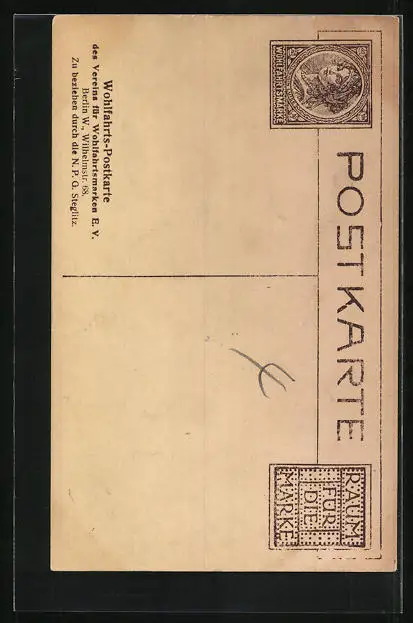 WOHLFAHRTSMARKE
POSTKARTE
RAUM
FÜR
DIE
MARKE
Wohlfahrts-Postkarte
des Vereins für Wohlfahrtsmarken E. V.
Berlin W., Wilhelmstr. 68.
Zu beziehen durch die N. P. G. Steglitz.